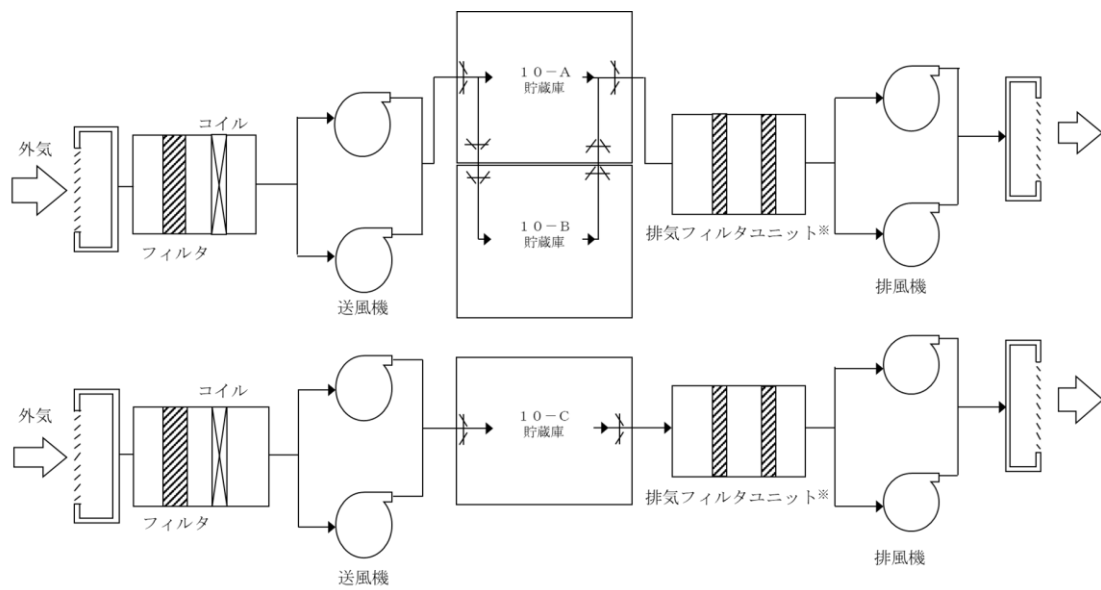 外気
コイル
フィルタ
送風機
10－A
貯蔵庫
10－B
貯蔵庫
排気フィルタユニット※
排風機
外気
コイル
フィルタ
送風機
10－C
貯蔵庫
排気フィルタユニット※
排風機